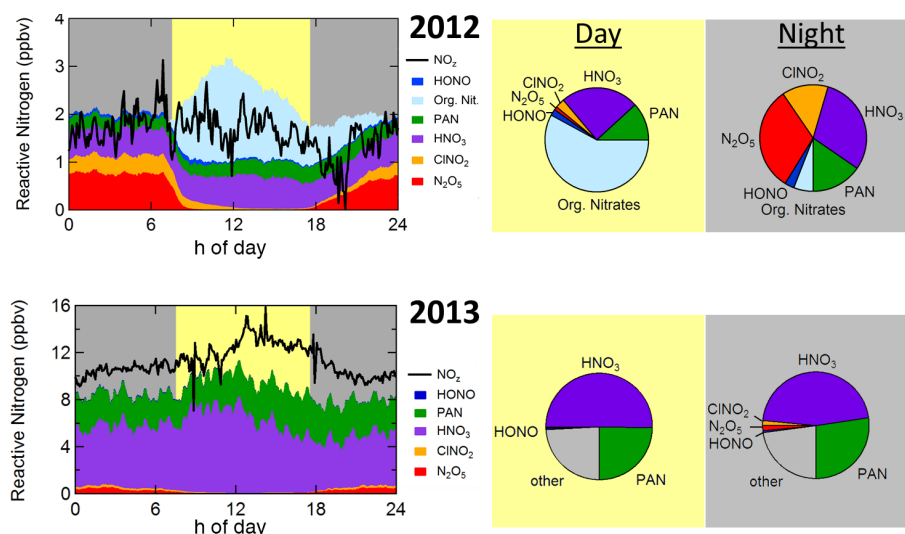 2012
Reactive Nitrogen (ppbv)
4
3
2
1
0
0 6 12 18 24
h of day
NOz
HONO
Org. Nit.
PAN
HNO3
ClNO2
N2O5
Day
HNO3
ClNO2
N2O5
HONO
PAN
Org. Nitrates
Night
ClNO2
HNO3
N2O5
HONO
PAN
Org. Nitrates
2013
Reactive Nitrogen (ppbv)
16
12
8
4
0
0 6 12 18 24
h of day
NOz
HONO
PAN
HNO3
ClNO2
N2O5
HNO3
HONO
other
PAN
HNO3
ClNO2
N2O5
HONO
other
PAN